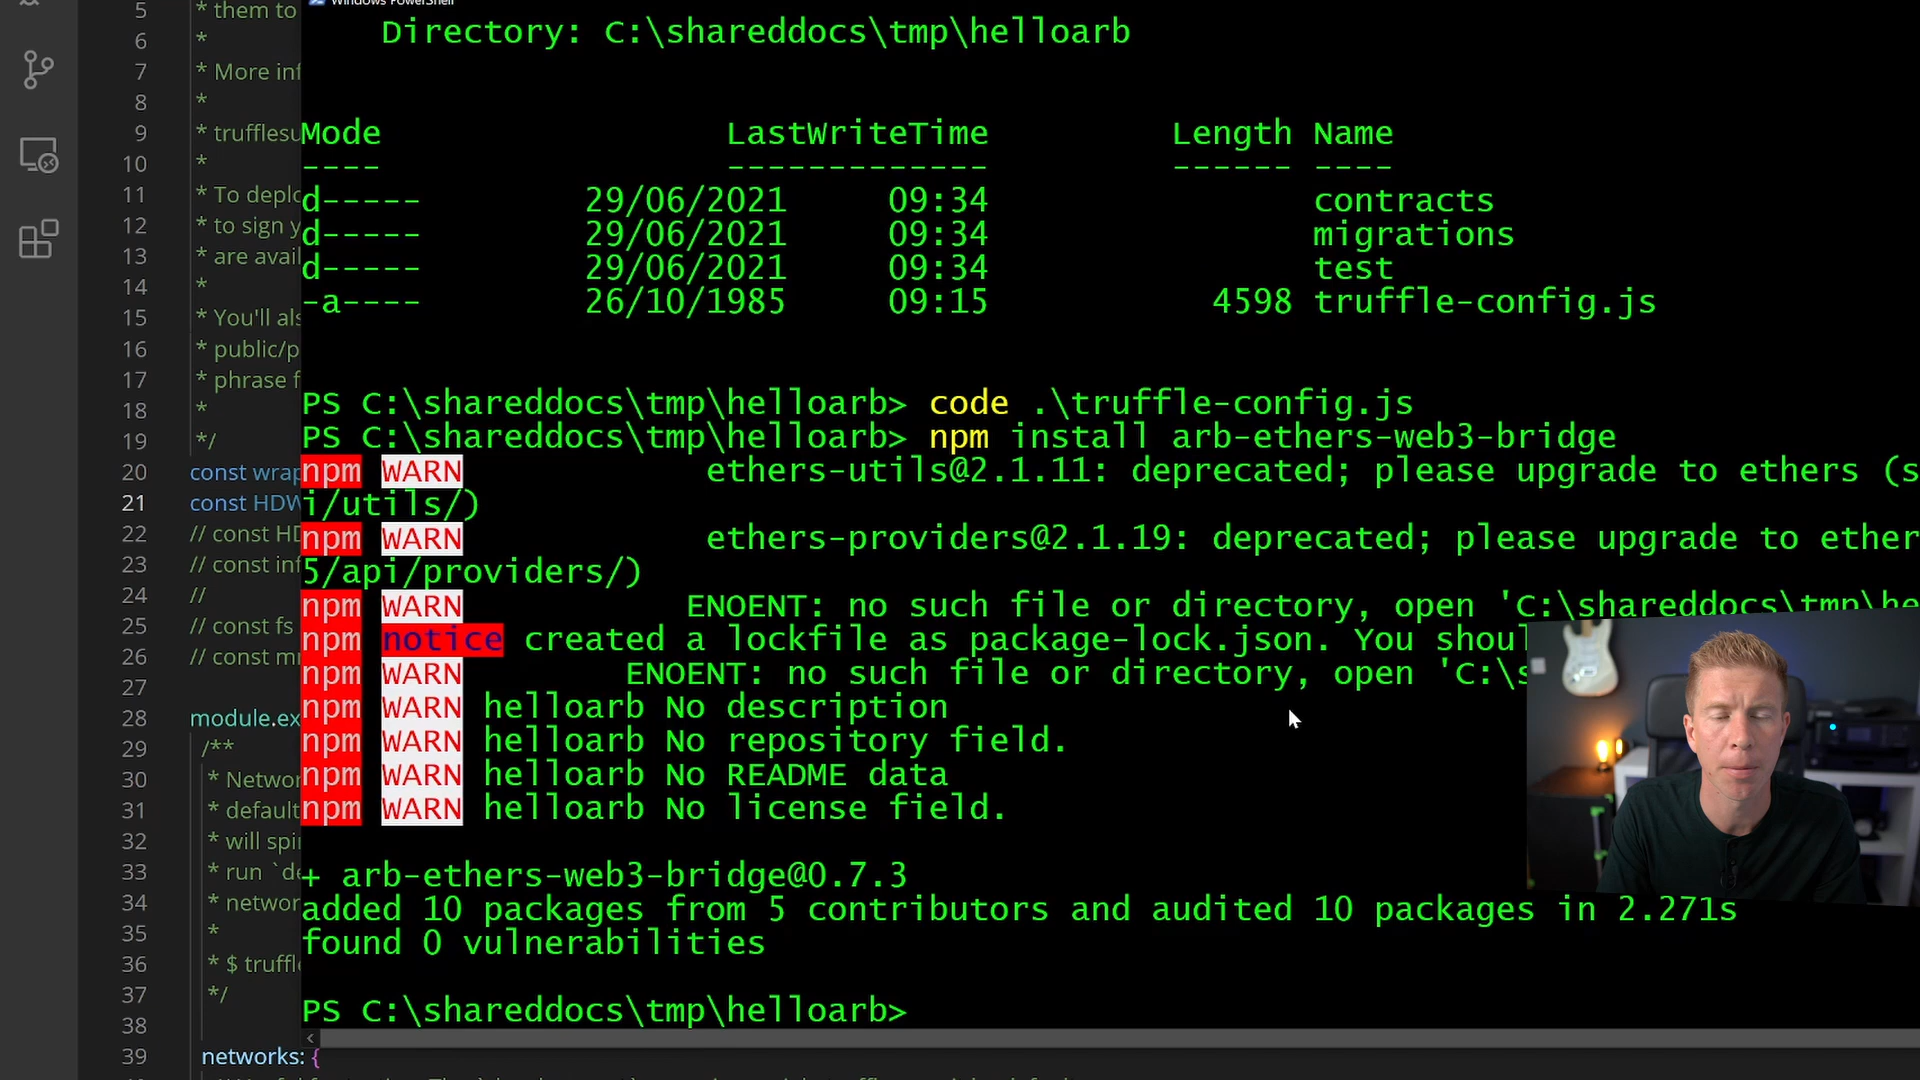 Windows PowerShell
Directory: C:\shareddocs\tmp\helloarb
Mode LastWriteTime Length Name
---- ------------- ------ ----
d----- 29/06/2021 09:34 contracts
d----- 29/06/2021 09:34 migrations
d----- 29/06/2021 09:34 test
-a---- 26/10/1985 09:15 4598 truffle-config.js
PS C:\shareddocs\tmp\helloarb> code .\truffle-config.js
PS C:\shareddocs\tmp\helloarb> npm install arb-ethers-web3-bridge
npm WARN ethers-utils@2.1.11: deprecated; please upgrade to ethers (s
i/utils/)
npm WARN ethers-providers@2.1.19: deprecated; please upgrade to ether
5/api/providers/)
npm WARN ENOENT: no such file or directory, open 'C:\shareddocs\tmp\he
npm notice created a lockfile as package-lock.json. You shoul
npm WARN ENOENT: no such file or directory, open 'C:\s
npm WARN helloarb No description
npm WARN helloarb No repository field.
npm WARN helloarb No README data
npm WARN helloarb No license field.
+ arb-ethers-web3-bridge@0.7.3
added 10 packages from 5 contributors and audited 10 packages in 2.271s
found 0 vulnerabilities
PS C:\shareddocs\tmp\helloarb>
5 * them to
6 *
7 * More inf
8 *
9 * trufflesu
10 *
11 * To deplo
12 * to sign y
13 * are avail
14 *
15 * You'll als
16 * public/p
17 * phrase f
18 *
19 */
20 const wrap
21 const HDW
22 // const HD
23 // const inf
24 //
25 // const fs
26 // const mn
27
28 module.ex
29 /**
30 * Networ
31 * default
32 * will spi
33 * run `de
34 * networ
35 *
36 * $ truffle
37 */
38
39 networks: {